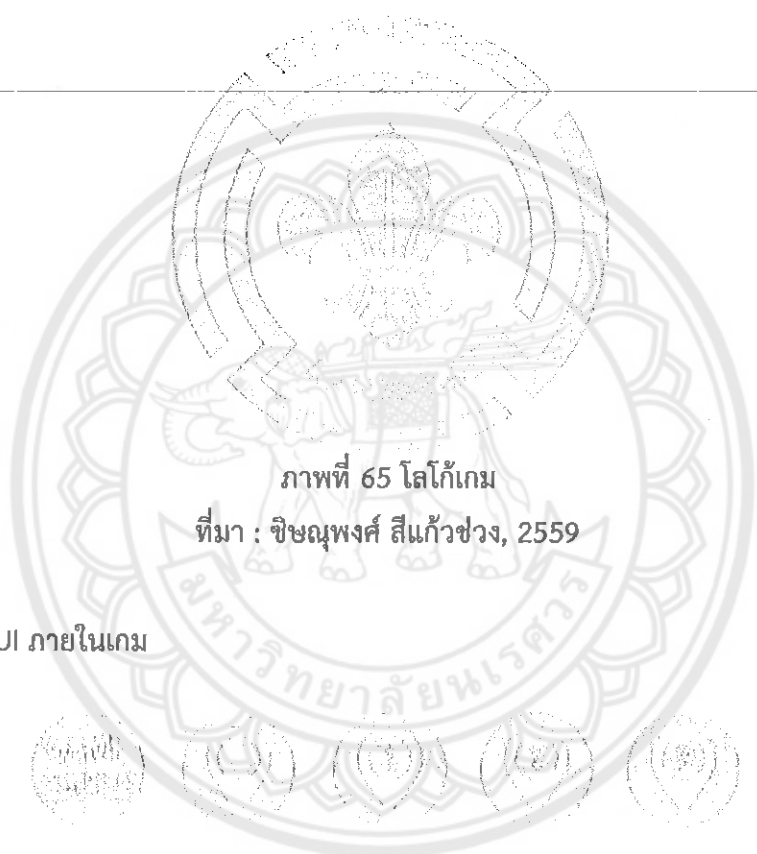 ภาพที่ 65 โลโก้เกม
ที่มา : ชิษณุพงศ์ สีแก้วช่วง, 2559
UI ภายในเกม
มหาวิทยาลัยนเรศวร